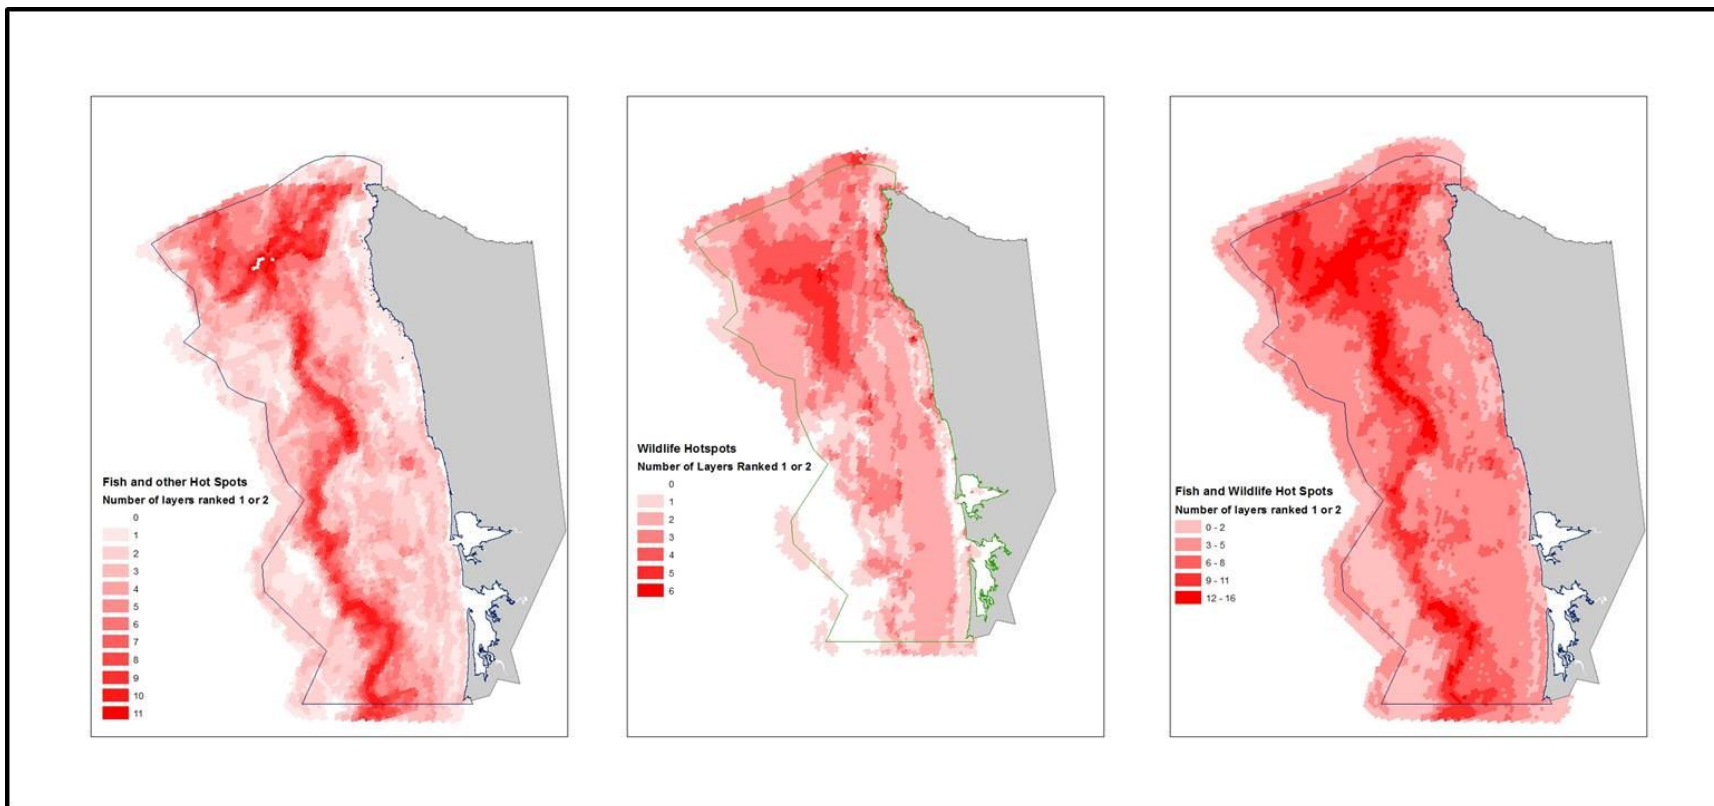 Fish and other Hot Spots
Number of layers ranked 1 or 2
0
1
2
3
4
5
6
7
8
9
10
11
Wildlife Hotspots
Number of Layers Ranked 1 or 2
0
1
2
3
4
5
6
Fish and Wildlife Hot Spots
Number of layers ranked 1 or 2
0 - 2
3 - 5
6 - 8
9 - 11
12 - 16